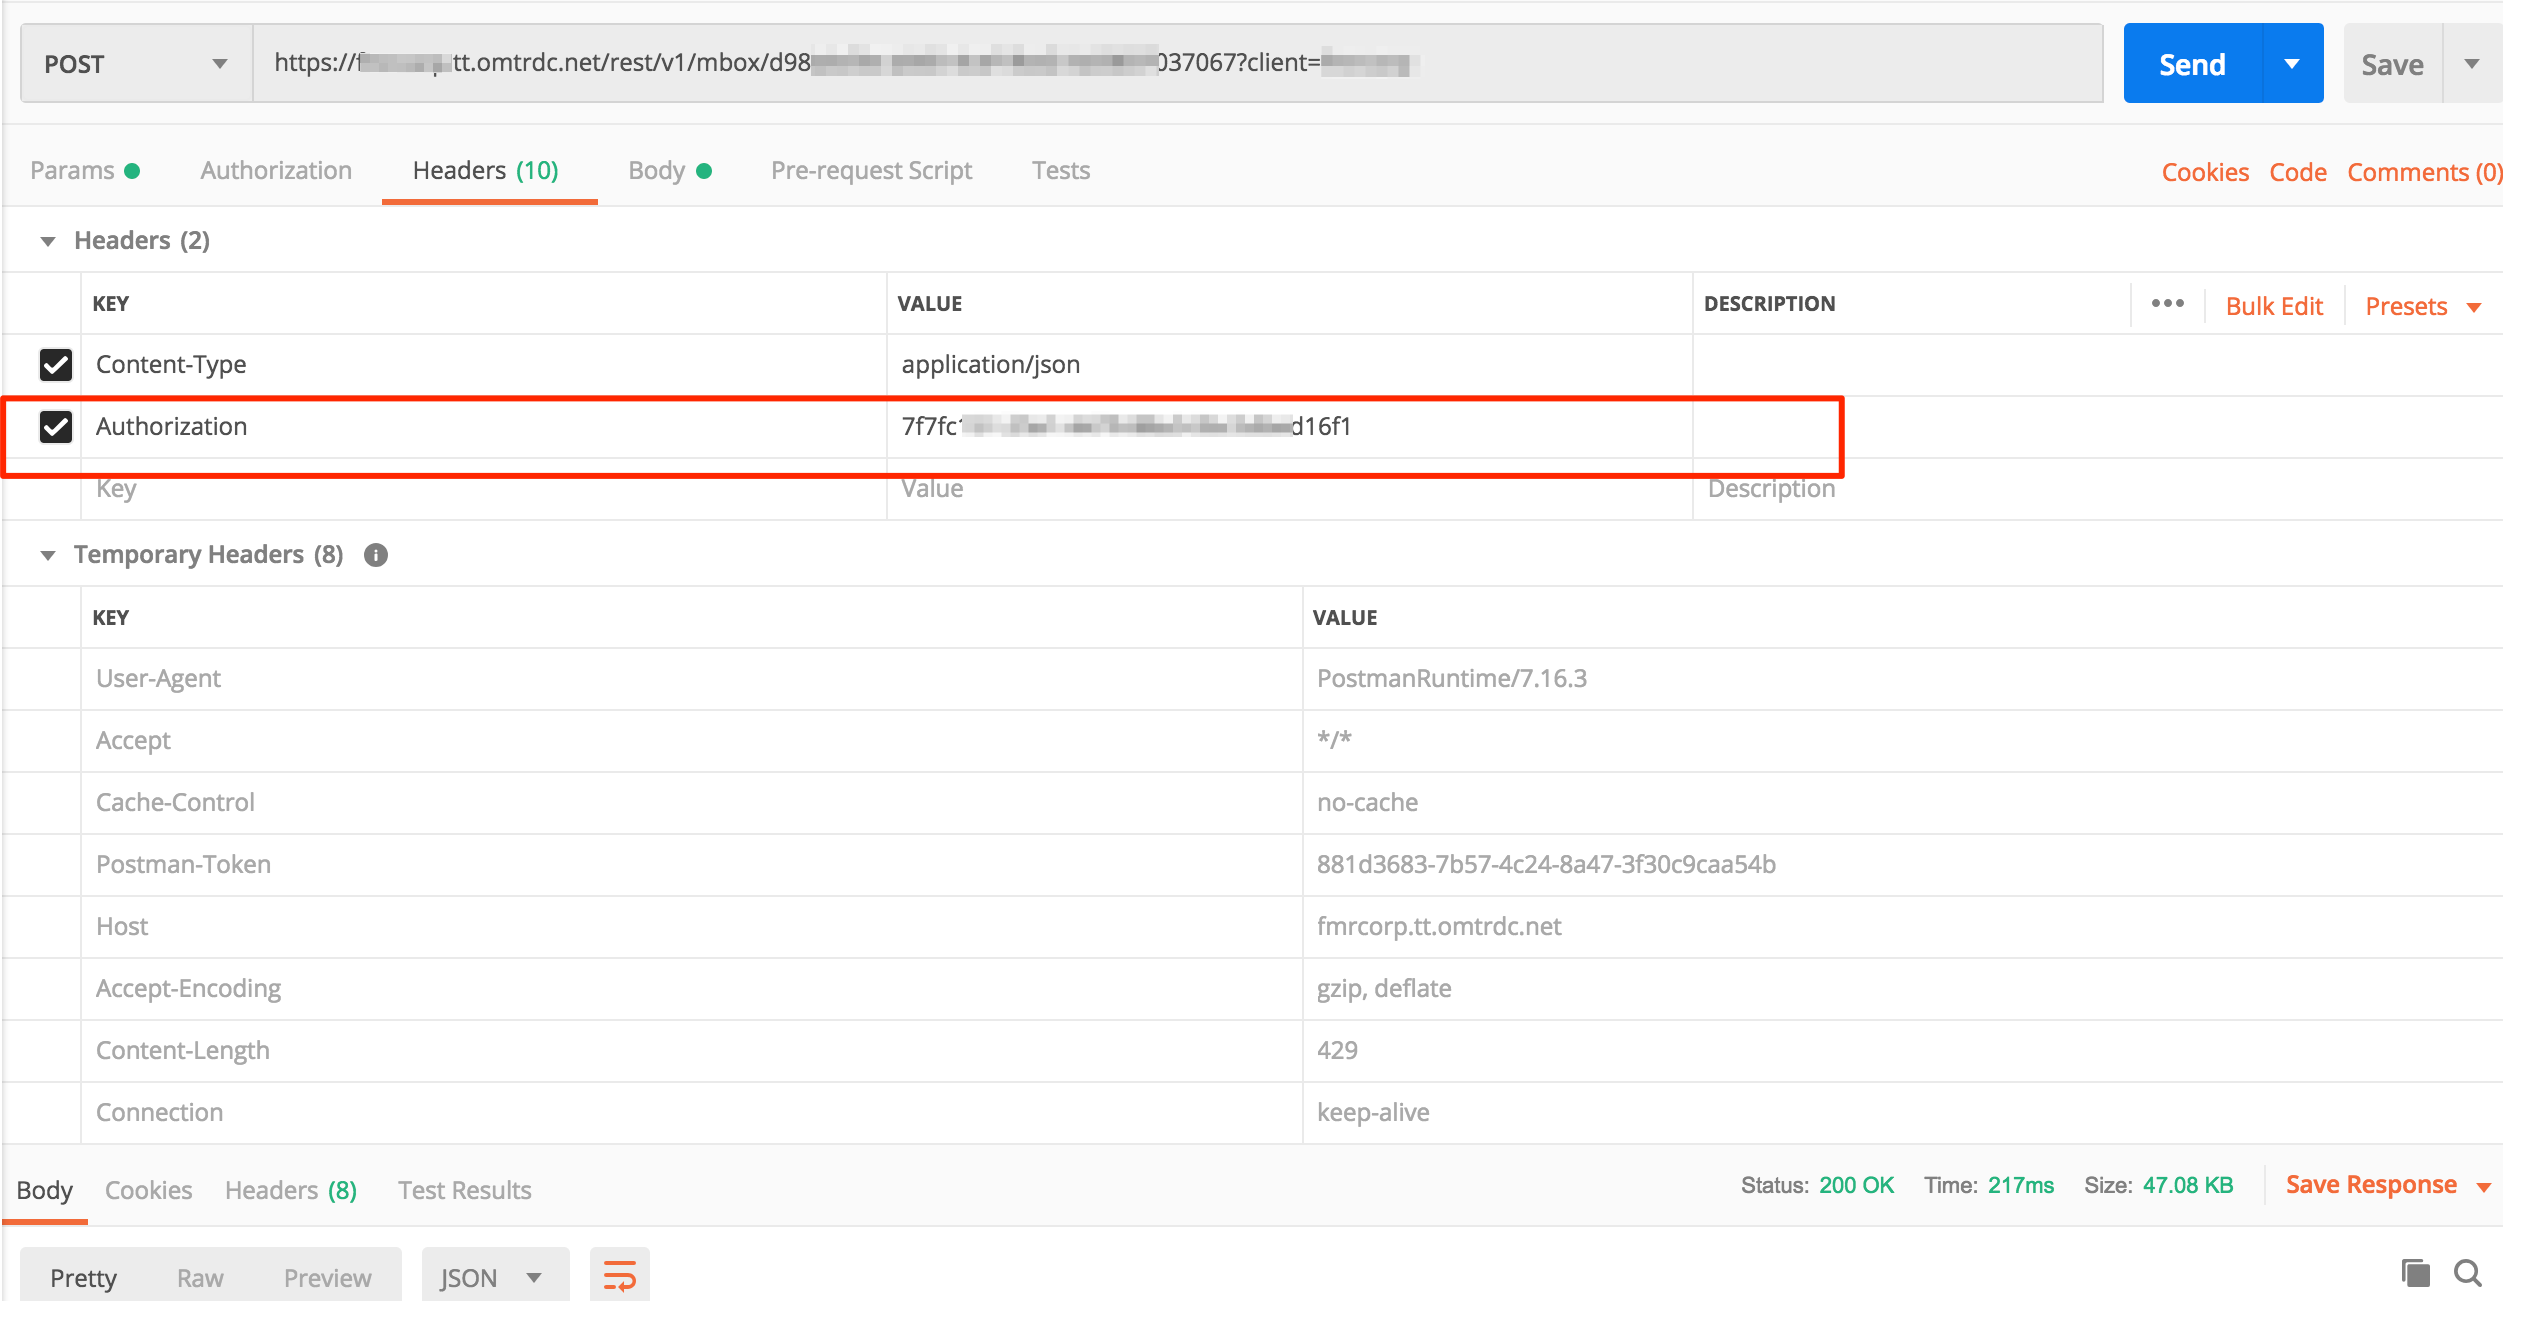 POST https://f tt.omtrdc.net/rest/v1/mbox/d98 037067?client= Send Save
Params Authorization Headers (10) Body Pre-request Script Tests Cookies Code Comments (0)
Headers (2)
KEY VALUE DESCRIPTION ••• Bulk Edit Presets
Content-Type application/json
Authorization 7f7fc d16f1
Key Value Description
Temporary Headers (8)
KEY VALUE
User-Agent PostmanRuntime/7.16.3
Accept */*
Cache-Control no-cache
Postman-Token 881d3683-7b57-4c24-8a47-3f30c9caa54b
Host fmrcorp.tt.omtrdc.net
Accept-Encoding gzip, deflate
Content-Length 429
Connection keep-alive
Body Cookies Headers (8) Test Results Status: 200 OK Time: 217ms Size: 47.08 KB Save Response
Pretty Raw Preview JSON